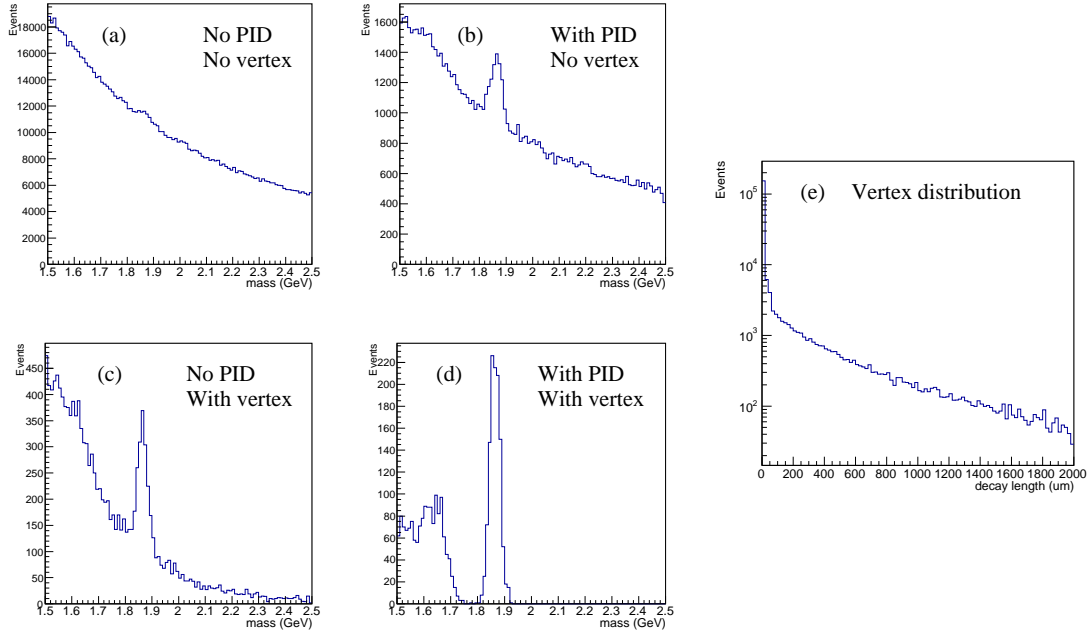 Events
18000
16000
14000
12000
10000
8000
6000
4000
2000
0
1.5 1.6 1.7 1.8 1.9 2 2.1 2.2 2.3 2.4 2.5
mass (GeV)
(a) No PID
No vertex
Events
1600
1400
1200
1000
800
600
400
200
0
1.5 1.6 1.7 1.8 1.9 2 2.1 2.2 2.3 2.4 2.5
mass (GeV)
(b) With PID
No vertex
Events
10^5
10^4
10^3
10^2
0 200 400 600 800 1000 1200 1400 1600 1800 2000
decay length (um)
(e) Vertex distribution
Events
450
400
350
300
250
200
150
100
50
0
1.5 1.6 1.7 1.8 1.9 2 2.1 2.2 2.3 2.4 2.5
mass (GeV)
(c) No PID
With vertex
Events
220
200
180
160
140
120
100
80
60
40
20
0
1.5 1.6 1.7 1.8 1.9 2 2.1 2.2 2.3 2.4 2.5
mass (GeV)
(d) With PID
With vertex